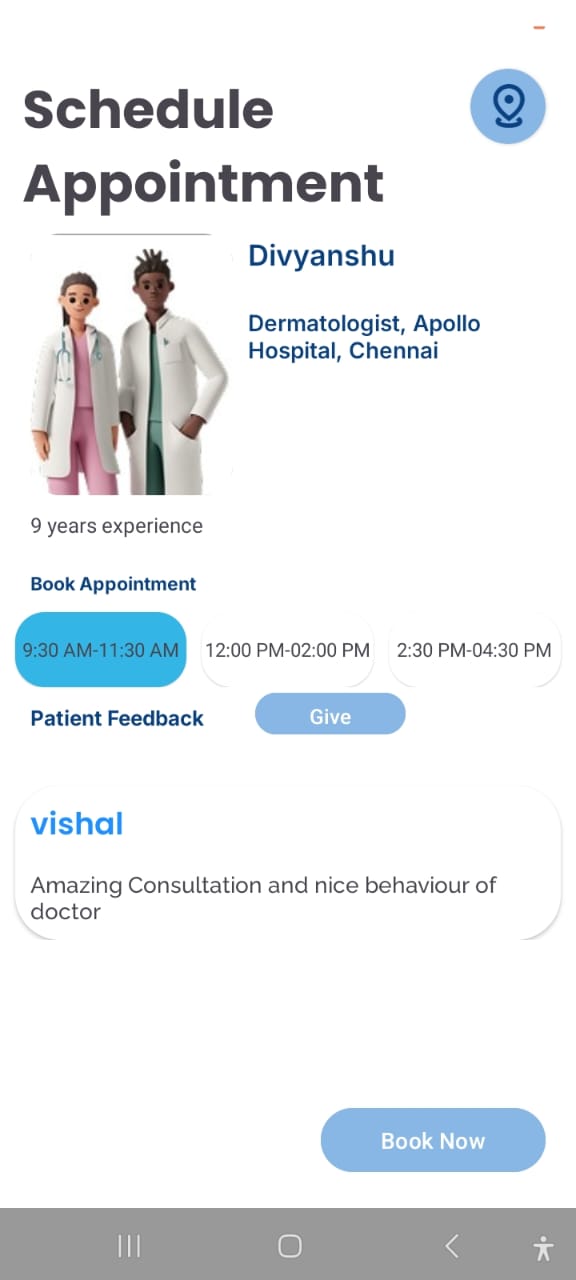 Schedule
Appointment
Divyanshu
Dermatologist, Apollo
Hospital, Chennai
9 years experience
Book Appointment
9:30 AM-11:30 AM
12:00 PM-02:00 PM
2:30 PM-04:30 PM
Patient Feedback
Give
vishal
Amazing Consultation and nice behaviour of
doctor
Book Now